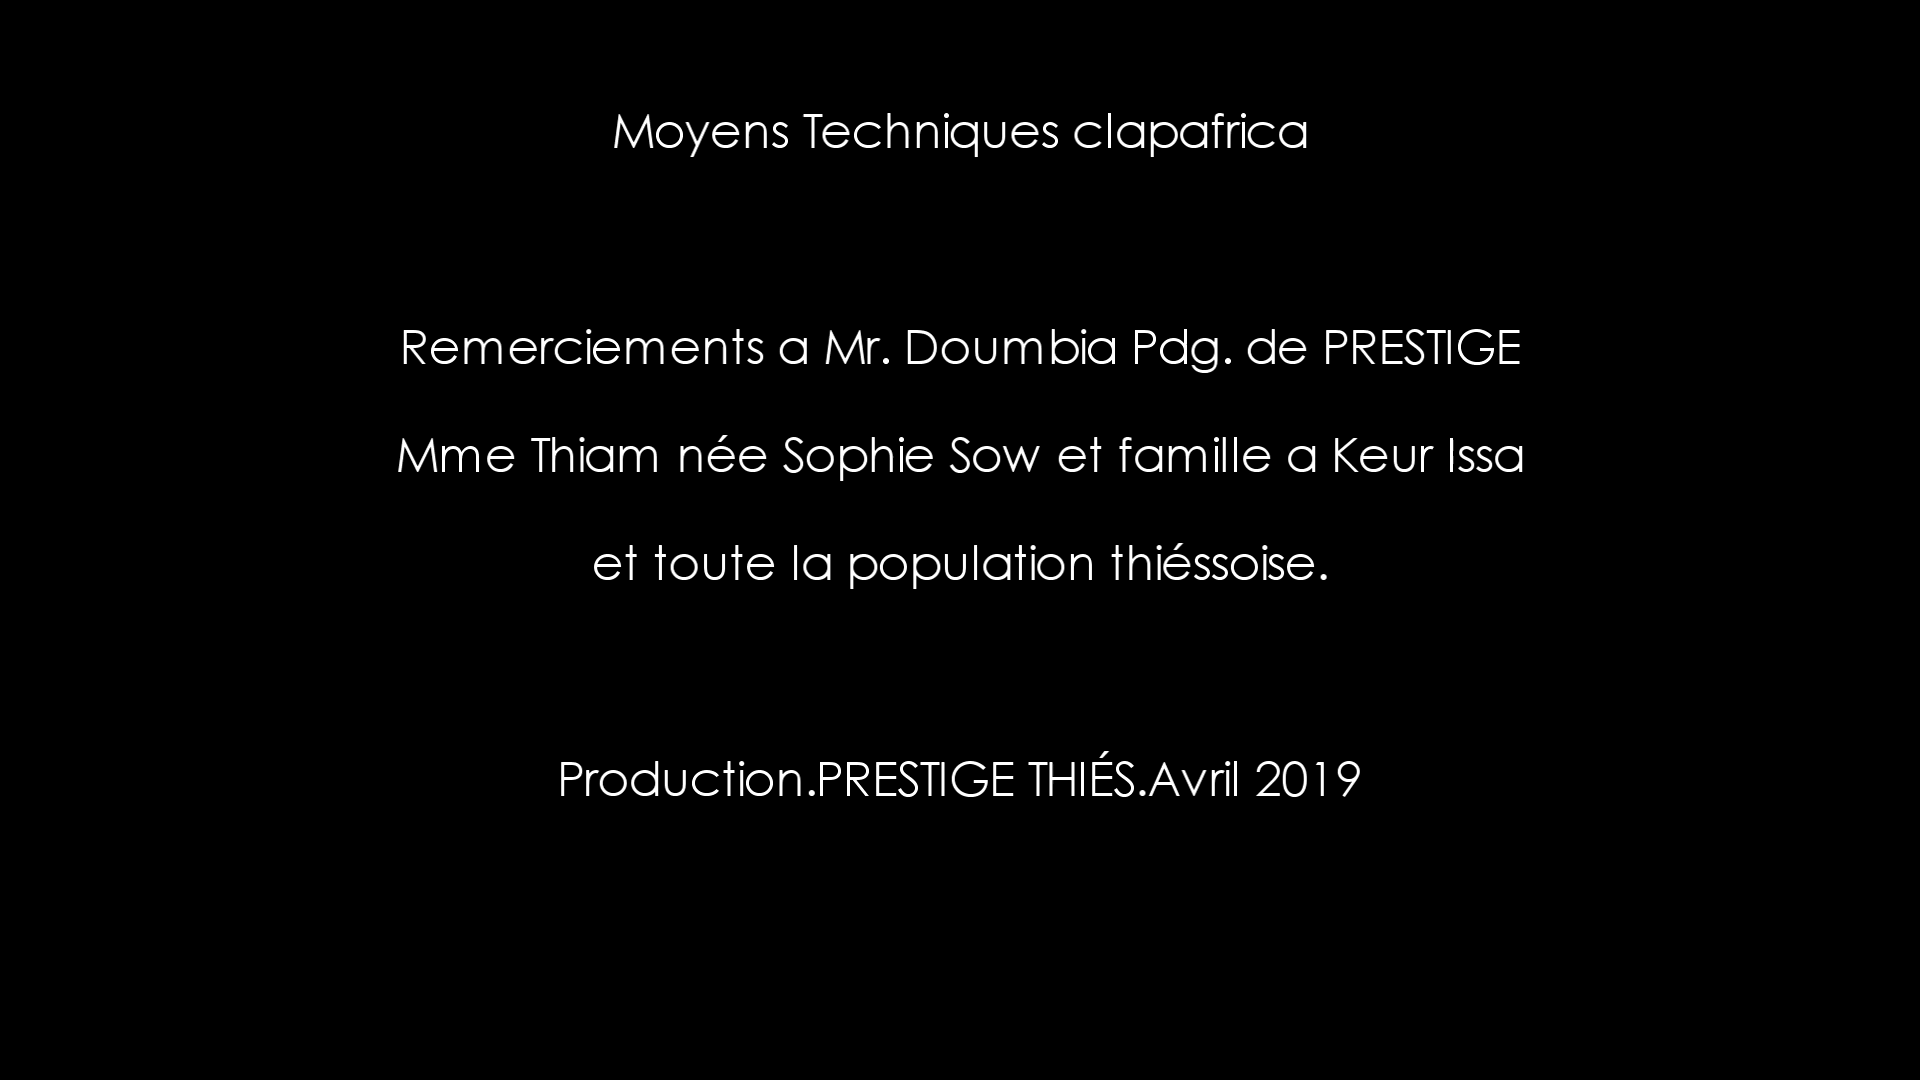 Moyens Techniques clapafrica
Remerciements a Mr. Doumbia Pdg. de PRESTIGE
Mme Thiam née Sophie Sow et famille a Keur Issa
et toute la population thiéssoise.
Production.PRESTIGE THIÉS.Avril 2019